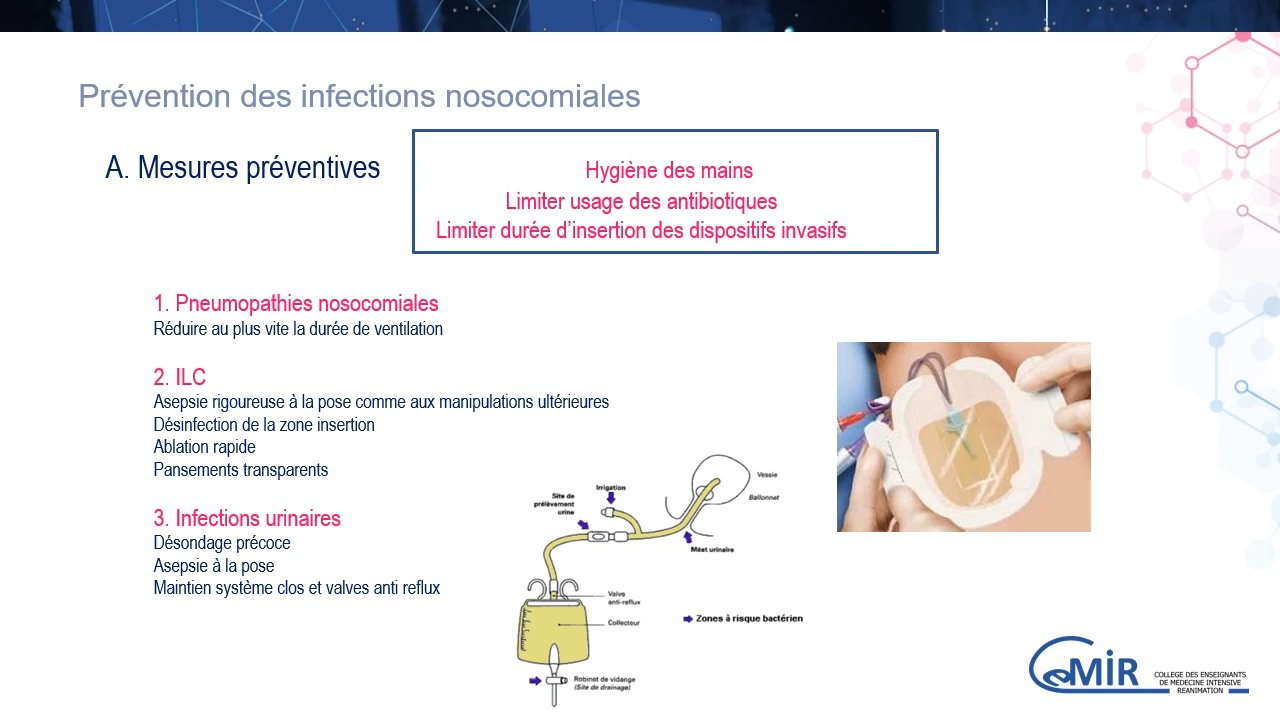 Prévention des infections nosocomiales
A. Mesures préventives
Hygiène des mains
Limiter usage des antibiotiques
Limiter durée d’insertion des dispositifs invasifs
1. Pneumopathies nosocomiales
Réduire au plus vite la durée de ventilation
2. ILC
Asepsie rigoureuse à la pose comme aux manipulations ultérieures
Désinfection de la zone insertion
Ablation rapide
Pansements transparents
3. Infections urinaires
Désondage précoce
Asepsie à la pose
Maintien système clos et valves anti reflux
Vessie
Ballonnet
Irrigation
Site de
prélèvement
urine
Méat urinaire
Valve
anti-reflux
Collecteur
Zones à risque bactérien
Robinet de vidange
(Site de drainage)
CeMIR
COLLEGE DES ENSEIGNANTS
DE MEDECINE INTENSIVE
REANIMATION